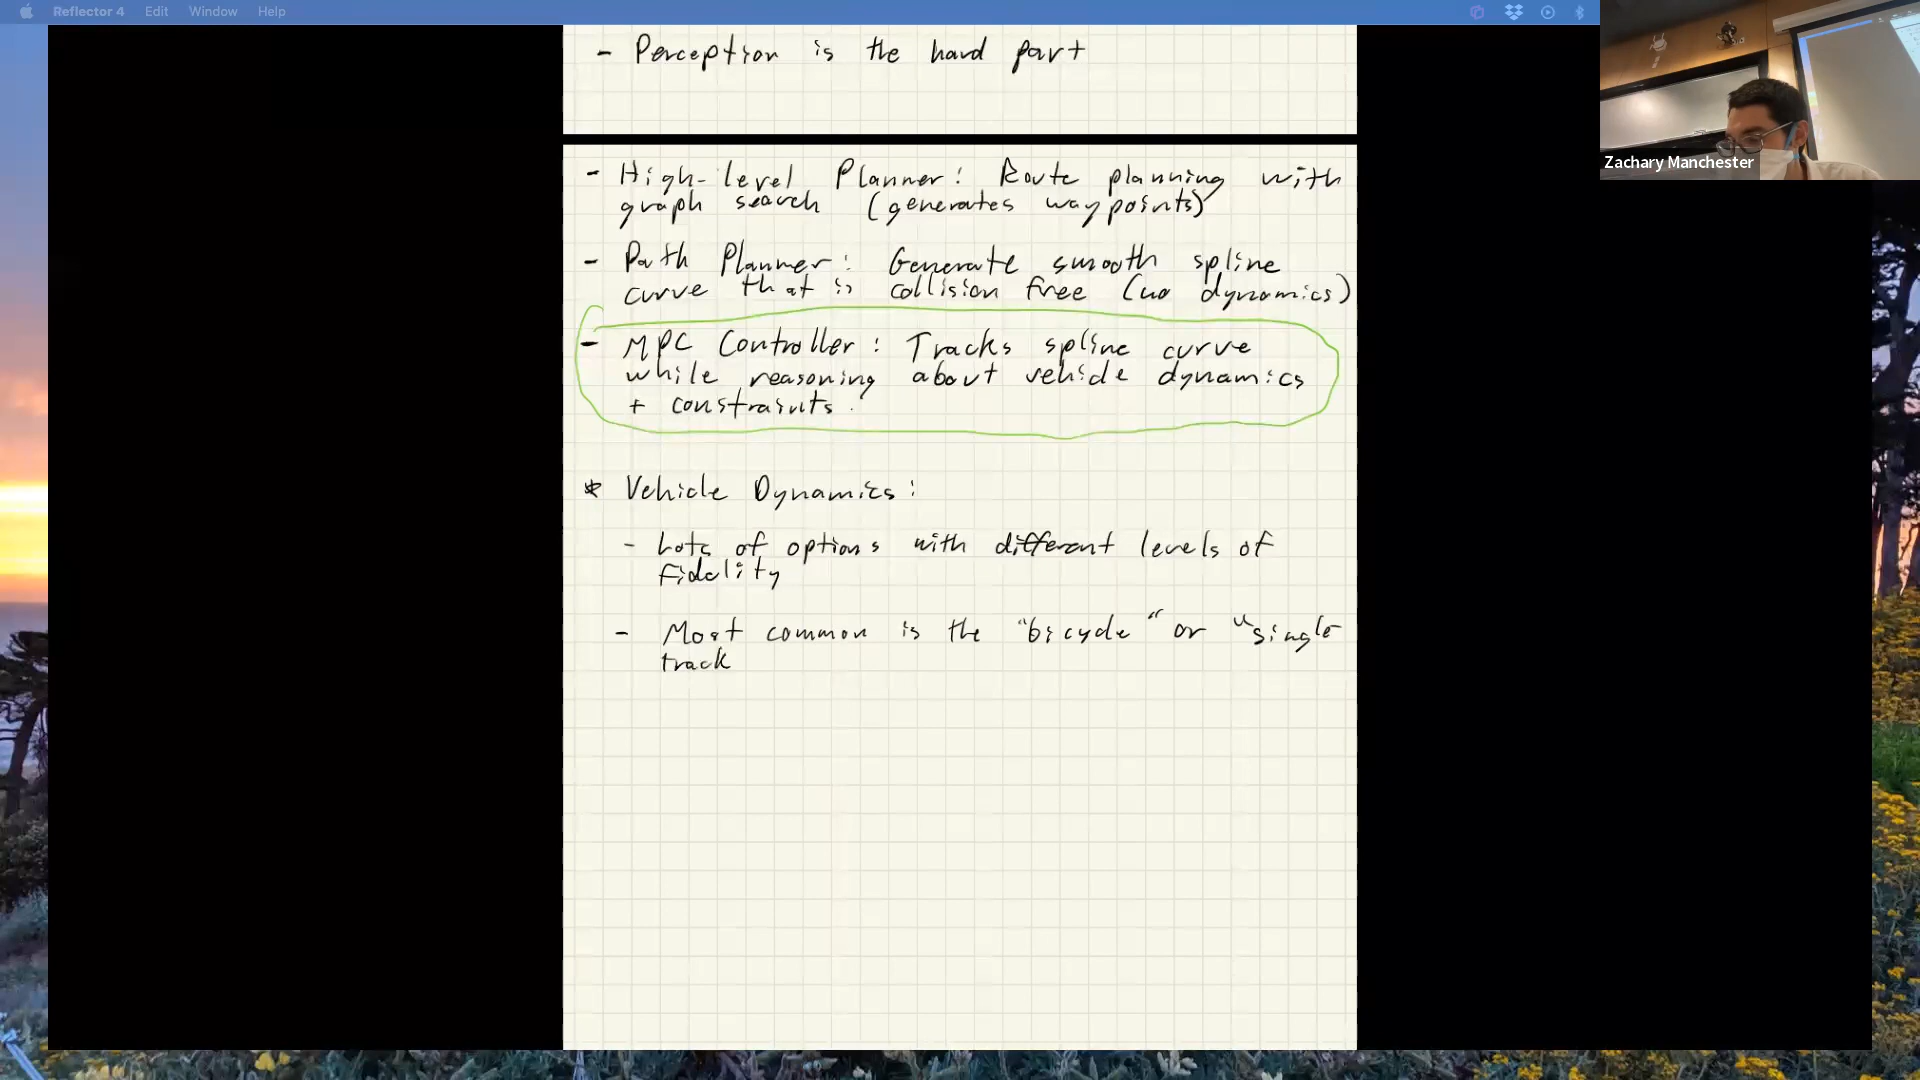 Reflector 4 Edit Window Help
Zachary Manchester
- Perception is the hard part
- High-level Planner: Route planning with
graph search (generates waypoints)
- Path Planner: Generate smooth spline
curve that is collision free (no dynamics)
- MPC Controller: Tracks spline curve
while reasoning about vehicle dynamics
+ constraints.
* Vehicle Dynamics:
- Lots of options with different levels of
fidelity
- Most common is the "bicycle" or "single
track